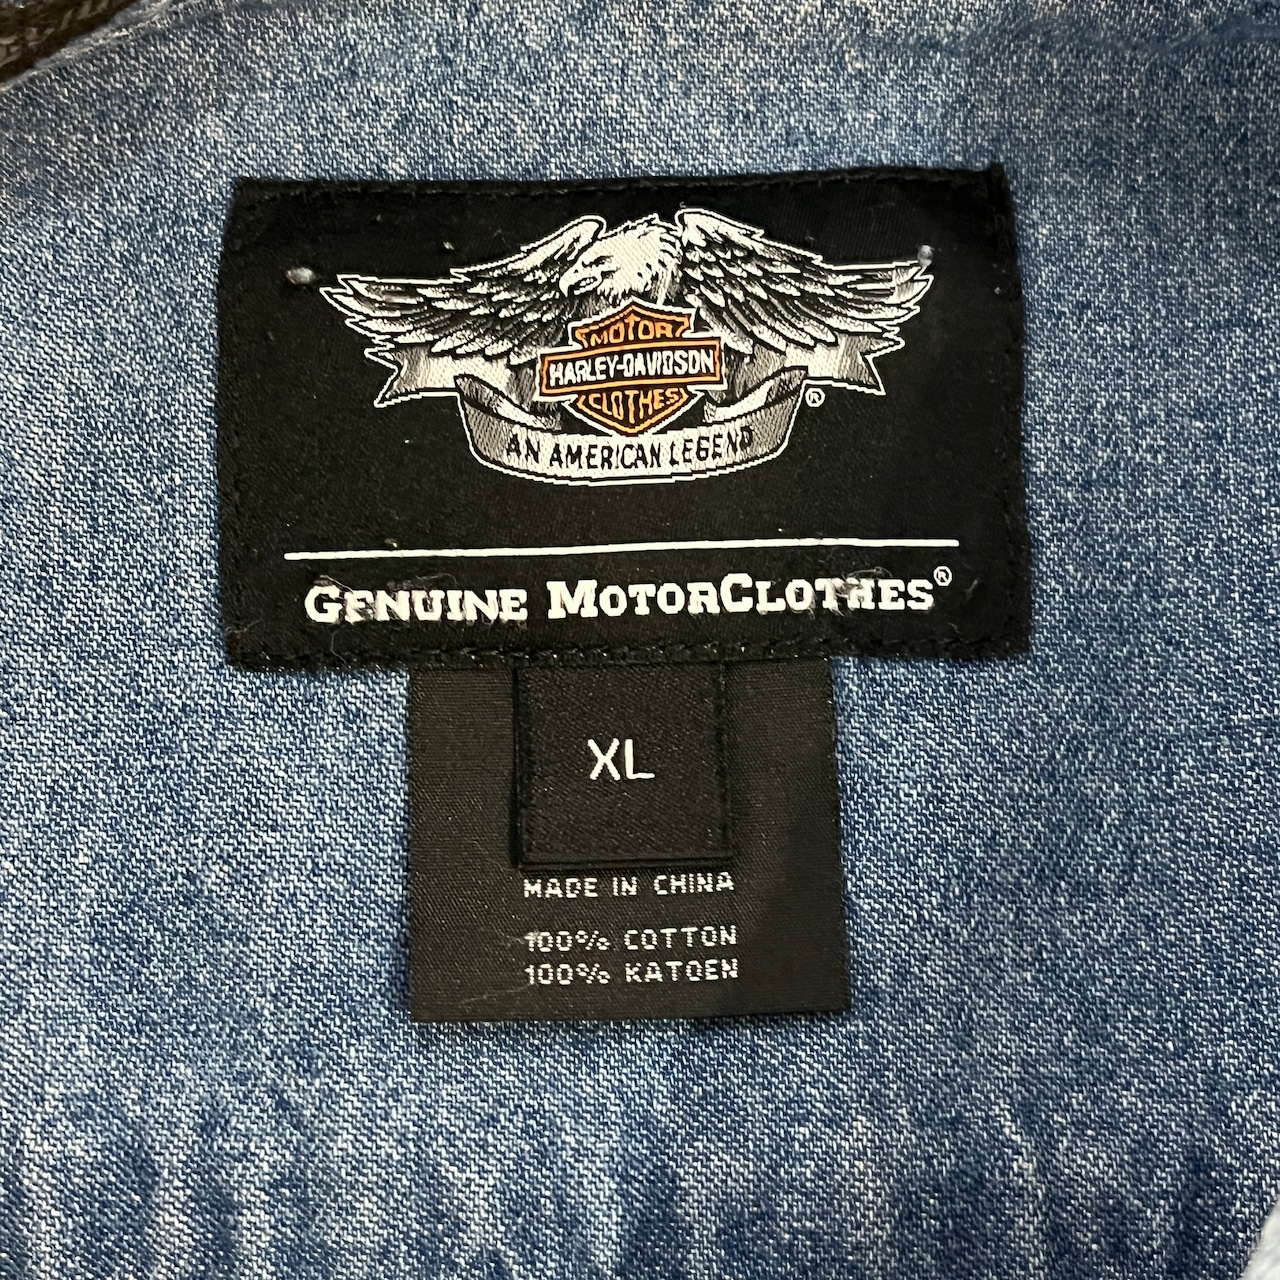 MOTOR
HARLEY-DAVIDSON
CLOTHES
®
AN AMERICAN LEGEND
GENUINE MOTORCLOTHES®
XL
MADE IN CHINA
100% COTTON
100% KATOEN